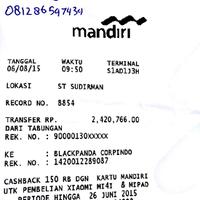 081286597434
mandiri
TANGGAL WAKTU TERMINAL
06/08/15 09:50 S1AD1J3H
LOKASI ST SUDIRMAN
RECORD NO. 8854
TRANSFER RP. 2,420,766.00
DARI TABUNGAN
REK. NO. : 90000130XXXXX
KE : BLACKPANDA CORPINDO
REK. NO. : 1420012289087
CASHBACK 150 RB DGN KARTU MANDIRI
UTK PEMBELIAN XIAOMI MI4I & MIPAD
PERIODE HINGGA 26 JUNI 2015